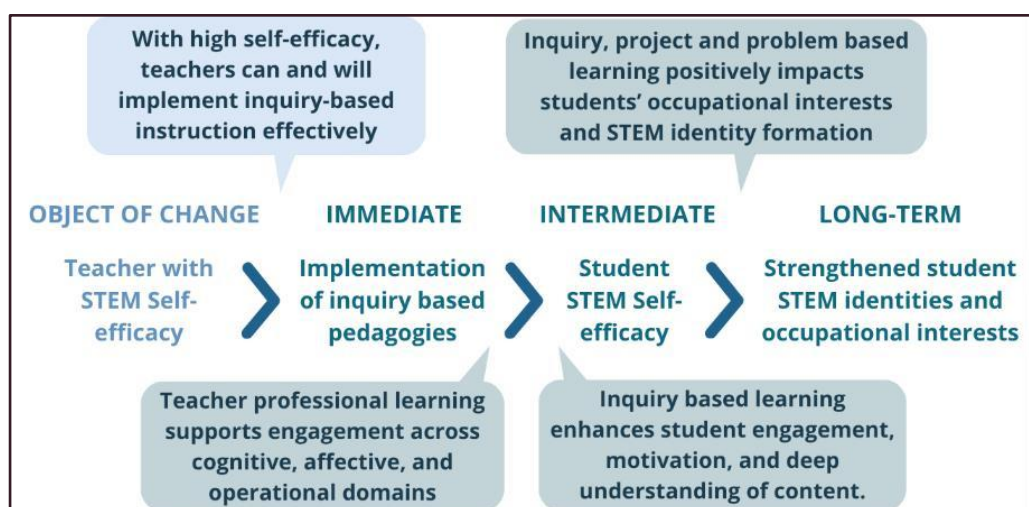 With high self-efficacy,
teachers can and will
implement inquiry-based
instruction effectively
Inquiry, project and problem based
learning positively impacts
students’ occupational interests
and STEM identity formation
OBJECT OF CHANGE
IMMEDIATE
INTERMEDIATE
LONG-TERM
Teacher with
STEM Self-
efficacy
Implementation
of inquiry based
pedagogies
Student
STEM Self-
efficacy
Strengthened student
STEM identities and
occupational interests
Teacher professional learning
supports engagement across
cognitive, affective, and
operational domains
Inquiry based learning
enhances student engagement,
motivation, and deep
understanding of content.